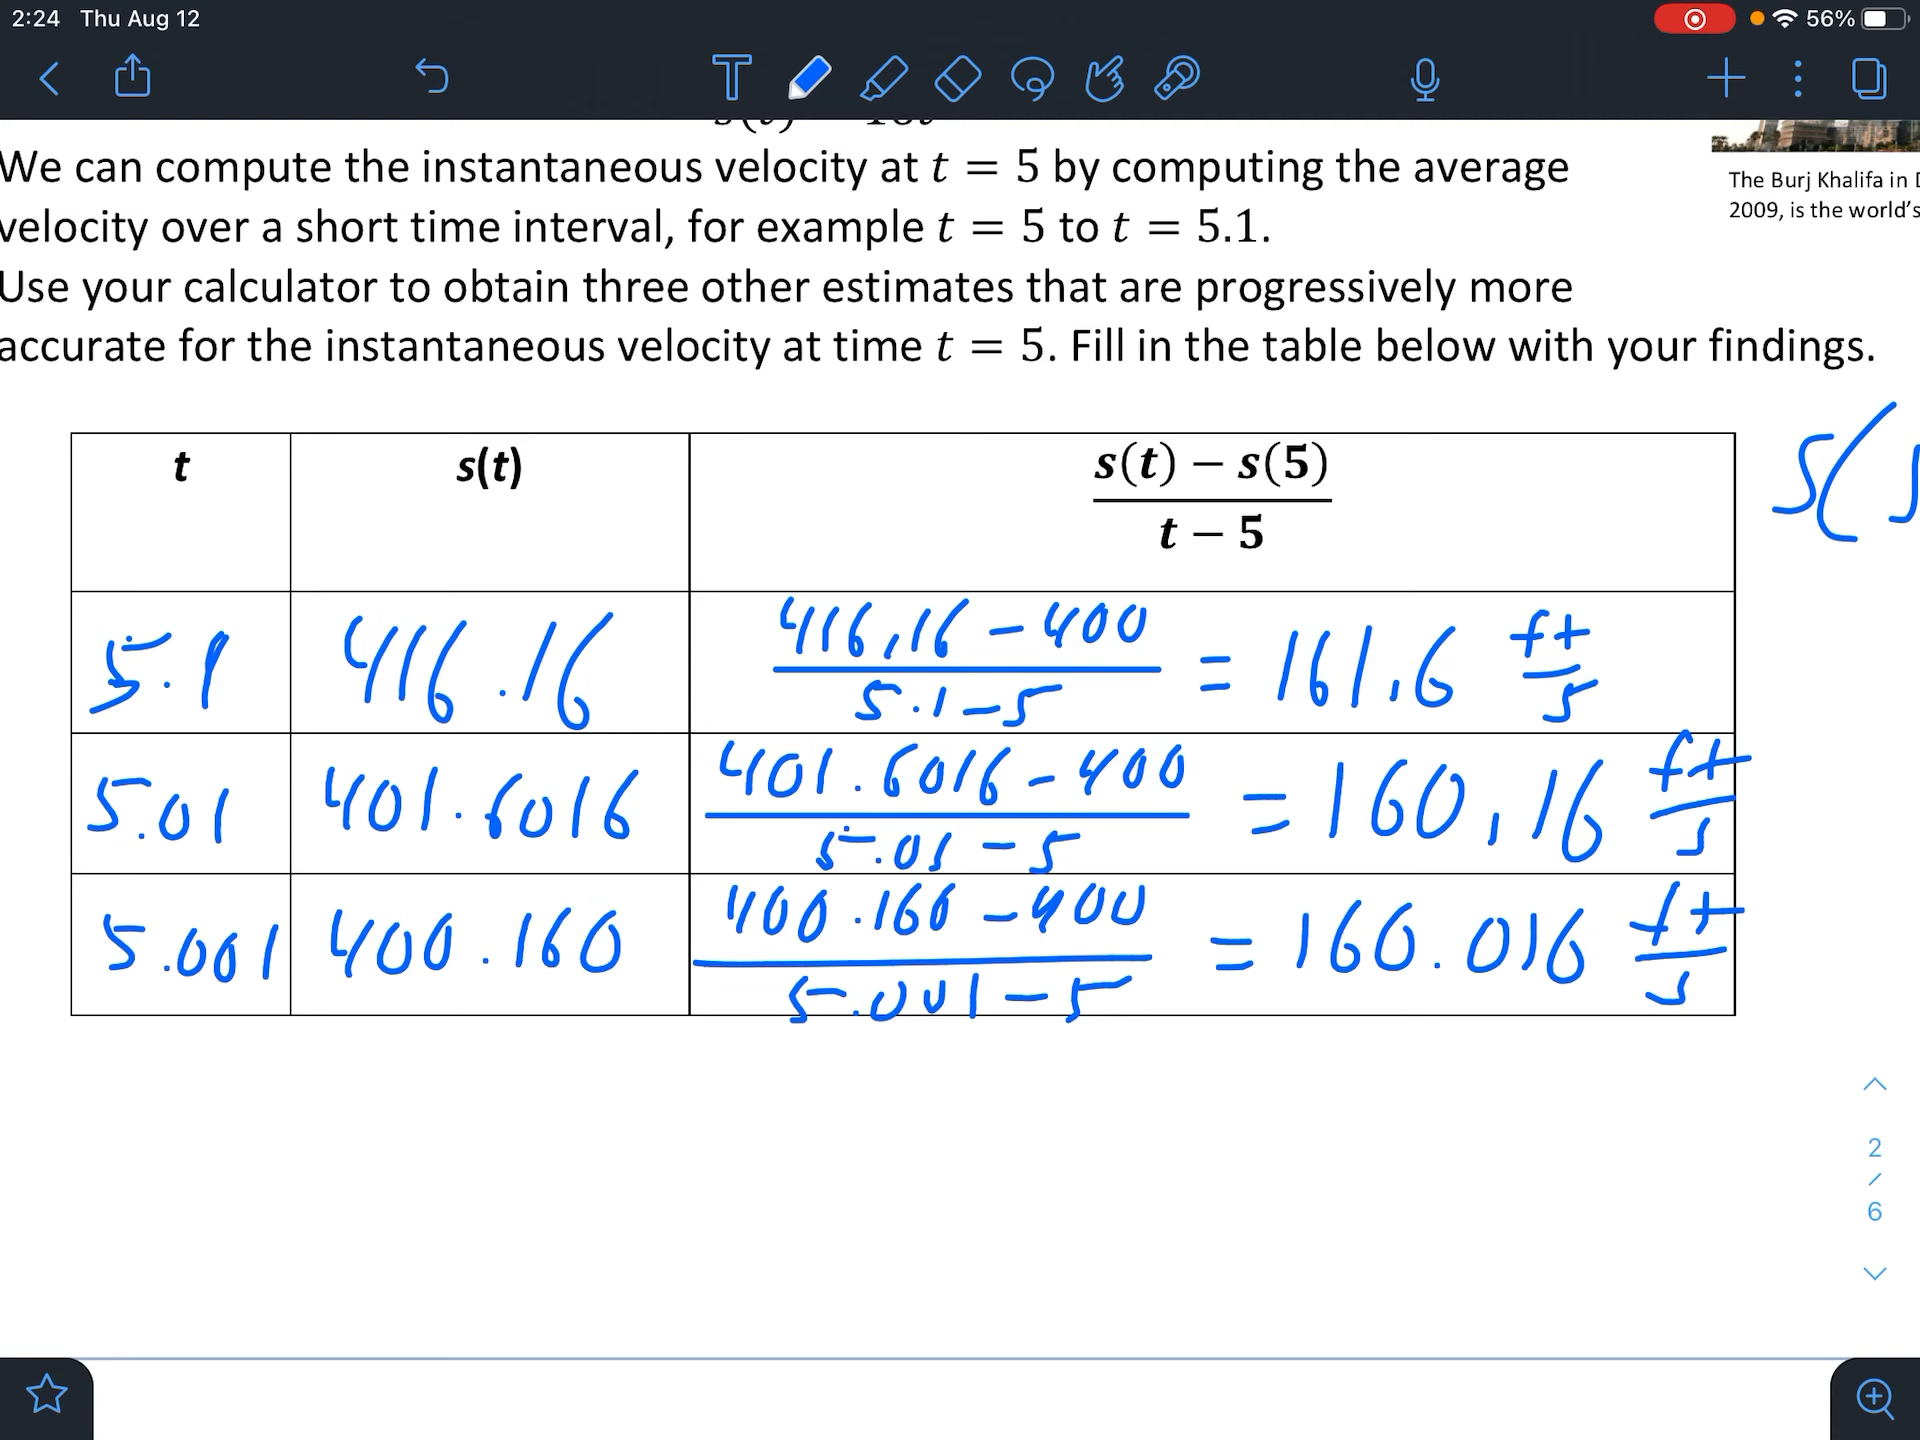 2:24 Thu Aug 12 56%
We can compute the instantaneous velocity at t = 5 by computing the average
velocity over a short time interval, for example t = 5 to t = 5.1.
Use your calculator to obtain three other estimates that are progressively more
accurate for the instantaneous velocity at time t = 5. Fill in the table below with your findings.
The Burj Khalifa in
2009, is the world's
t s(t) s(t) − s(5)
t − 5
s(
5.1 416.16 416.16 - 400
5.1 - 5
= 161.6 ft
s
5.01 401.6016 401.6016 - 400
5.01 - 5
= 160.16 ft
s
5.001 400.160 400.160 - 400
5.001 - 5
= 160.016 ft
s
2
/
6